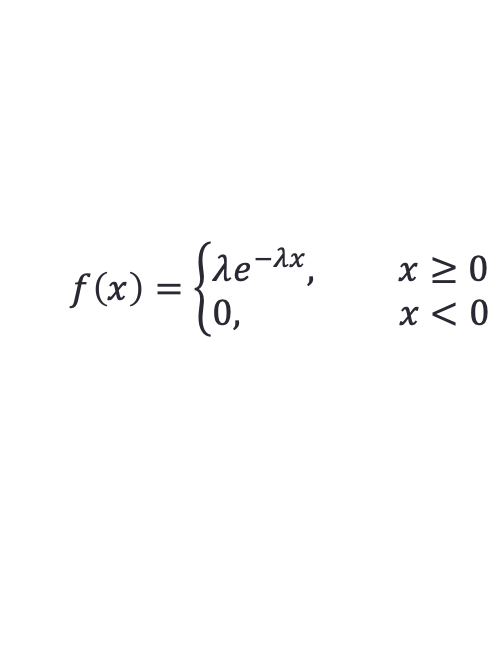 f(x) = {λe^{−λx}, x ≥ 0
0, x < 0